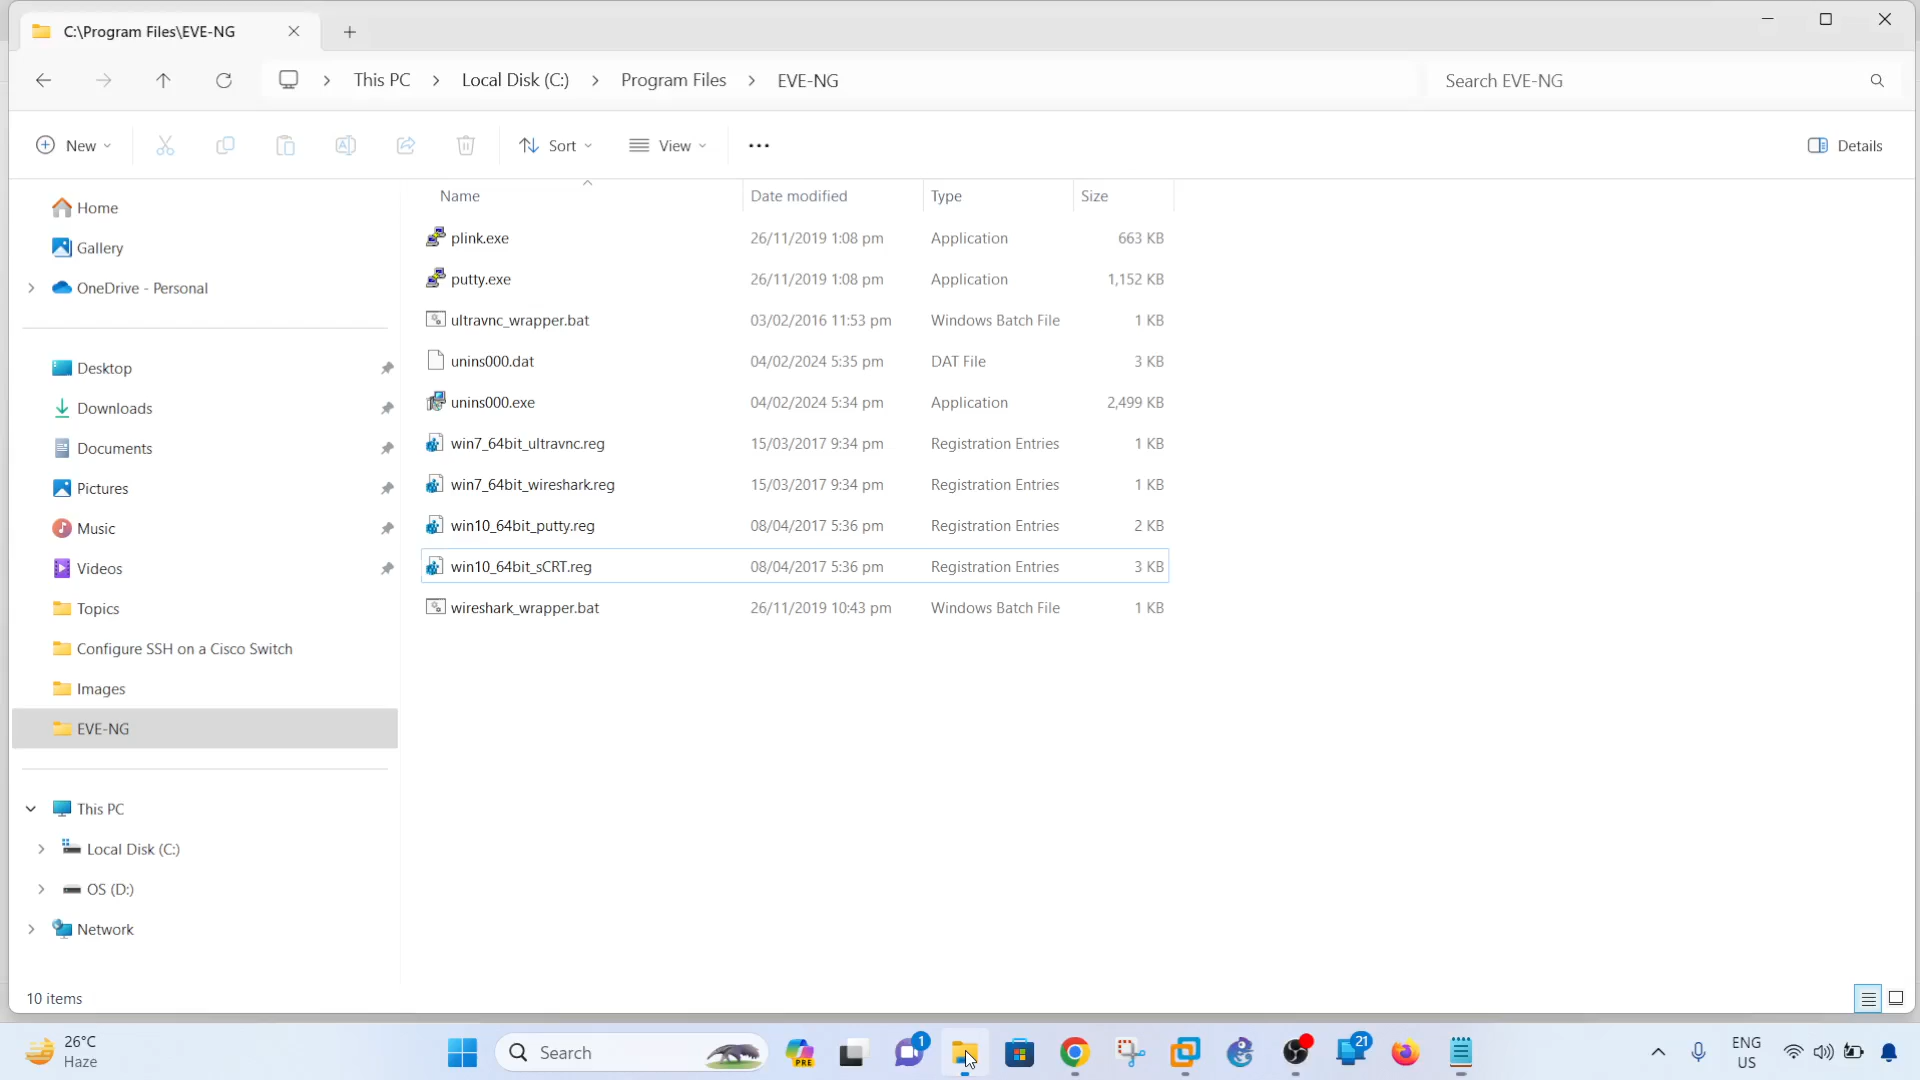 C:\Program Files\EVE-NG
This PC
Local Disk (C:)
Program Files
EVE-NG
Search EVE-NG
New
Sort
View
Details
Home
Gallery
OneDrive - Personal
Desktop
Downloads
Documents
Pictures
Music
Videos
Topics
Configure SSH on a Cisco Switch
Images
EVE-NG
This PC
Local Disk (C:)
OS (D:)
Network
Name Date modified Type Size
plink.exe 26/11/2019 1:08 pm Application 663 KB
putty.exe 26/11/2019 1:08 pm Application 1,152 KB
ultravnc_wrapper.bat 03/02/2016 11:53 pm Windows Batch File 1 KB
unins000.dat 04/02/2024 5:35 pm DAT File 3 KB
unins000.exe 04/02/2024 5:34 pm Application 2,499 KB
win7_64bit_ultravnc.reg 15/03/2017 9:34 pm Registration Entries 1 KB
win7_64bit_wireshark.reg 15/03/2017 9:34 pm Registration Entries 1 KB
win10_64bit_putty.reg 08/04/2017 5:36 pm Registration Entries 2 KB
win10_64bit_sCRT.reg 08/04/2017 5:36 pm Registration Entries 3 KB
wireshark_wrapper.bat 26/11/2019 10:43 pm Windows Batch File 1 KB
10 items
26°C
Haze
Search
PRE
1
21
ENG
US